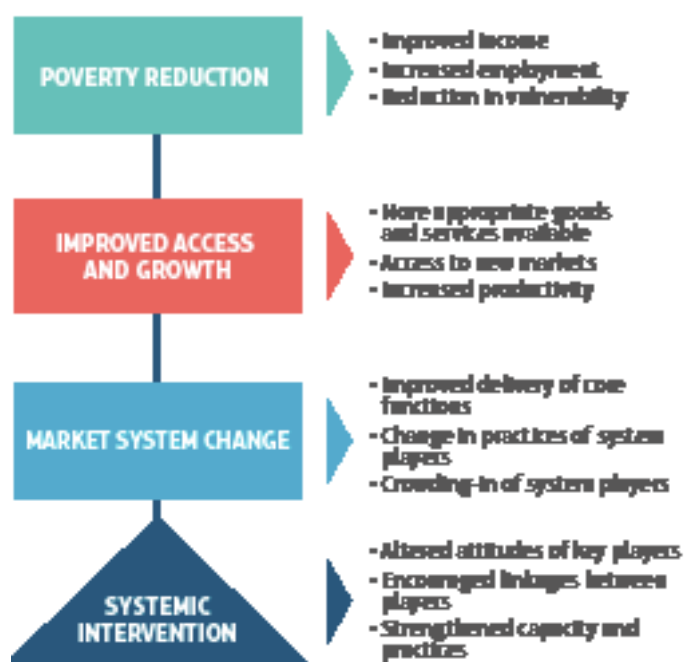 POVERTY REDUCTION
- Improved income
- Increased employment
- Reduction in vulnerability
IMPROVED ACCESS
AND GROWTH
- More appropriate goods
and services available
- Access to new markets
- Increased productivity
MARKET SYSTEM CHANGE
- Improved delivery of core
functions
- Change in practices of system
players
- Crowding-in of system players
SYSTEMIC
INTERVENTION
- Altered attitudes of key players
- Encouraged linkages between
players
- Strengthened capacity and
practices